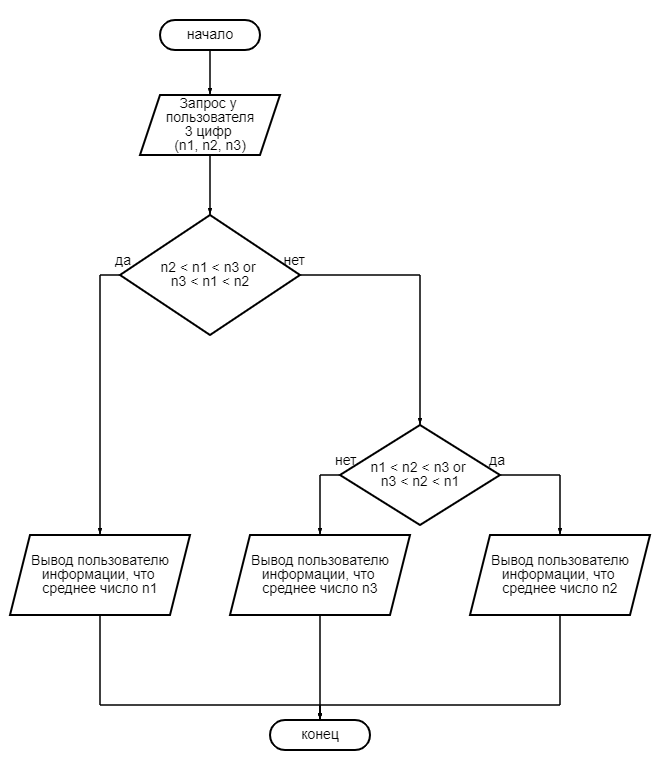 начало
Запрос у
пользователя
3 цифр
(n1, n2, n3)
да
нет
n2 < n1 < n3 or
n3 < n1 < n2
нет
да
n1 < n2 < n3 or
n3 < n2 < n1
Вывод пользователю
информации, что
среднее число n1
Вывод пользователю
информации, что
среднее число n3
Вывод пользователю
информации, что
среднее число n2
конец